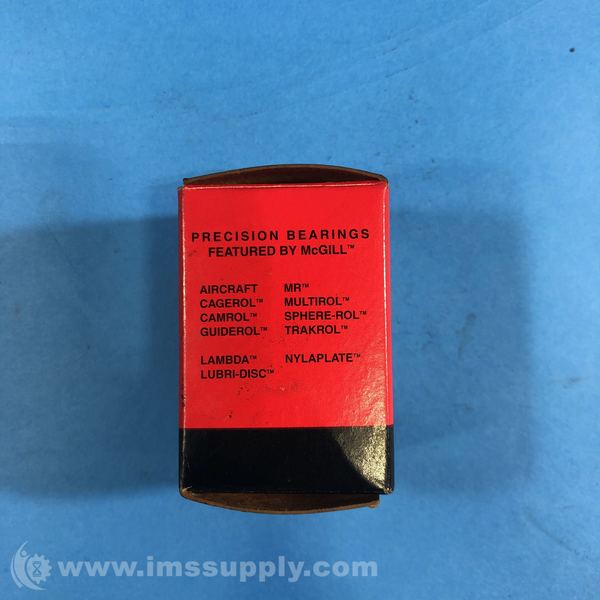 PRECISION BEARINGS
FEATURED BY McGILL™
AIRCRAFT MR™
CAGEROL™ MULTIROL™
CAMROL™ SPHERE-ROL™
GUIDEROL™ TRAKROL™
LAMBDA™ NYLAPLATE™
LUBRI-DISC™
www.imssupply.com